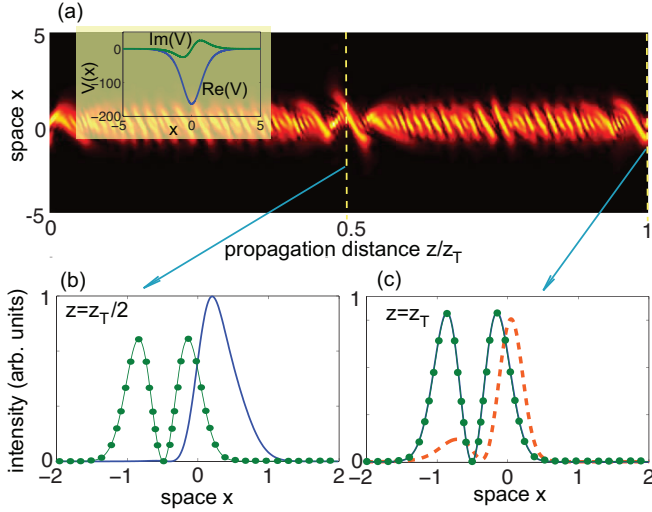 (a)
5
0
-5
space x
Im(V)
Re(V)
0
-100
-200
V(x)
-5
0
5
x
0
0.5
1
propagation distance z/z_T
(b)
(c)
1
0
intensity (arb. units)
z=z_T/2
-2
-1
0
1
2
space x
1
0
z=z_T
-2
-1
0
1
2
space x